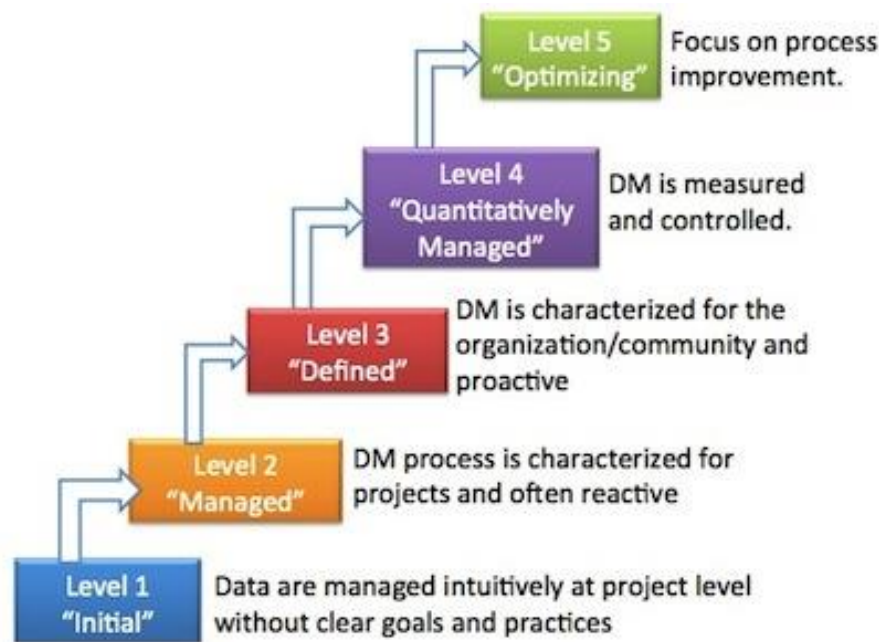 Level 5
“Optimizing”
Focus on process
improvement.
Level 4
“Quantitatively
Managed”
DM is measured
and controlled.
Level 3
“Defined”
DM is characterized for the
organization/community and
proactive
Level 2
“Managed”
DM process is characterized for
projects and often reactive
Level 1
“Initial”
Data are managed intuitively at project level
without clear goals and practices